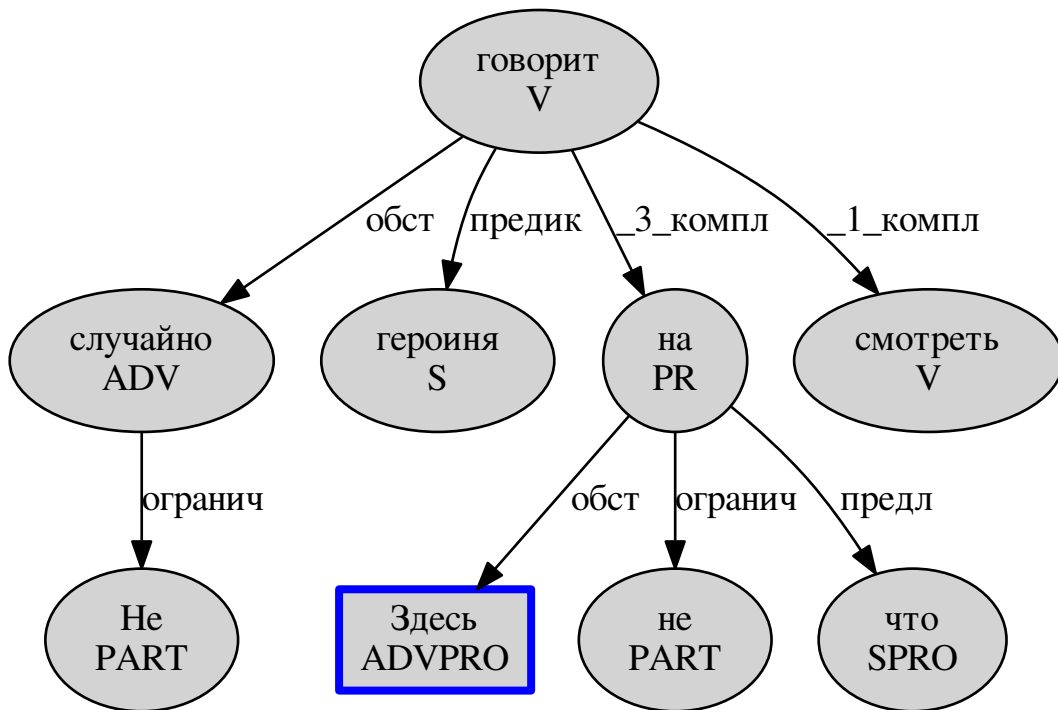 говорит
V
обст
предик
_3_компл
_1_компл
случайно
ADV
героиня
S
на
PR
смотреть
V
огранич
обст
огранич
предл
Не
PART
Здесь
ADVPRO
не
PART
что
SPRO